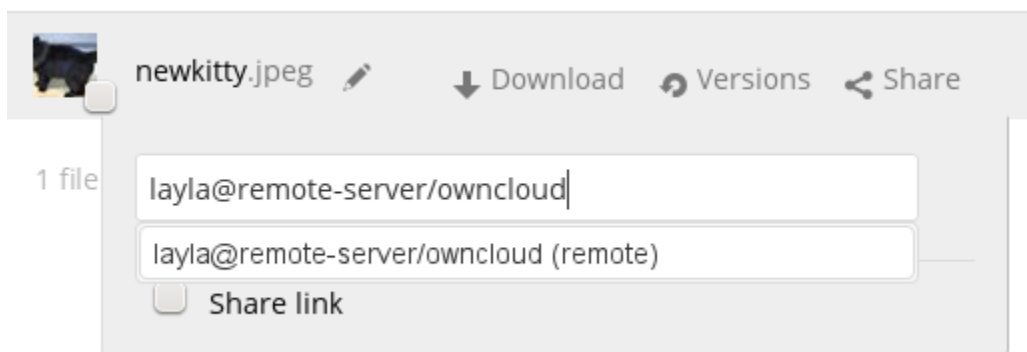 newkitty.jpeg Download Versions Share
1 file
layla@remote-server/owncloud
layla@remote-server/owncloud (remote)
Share link